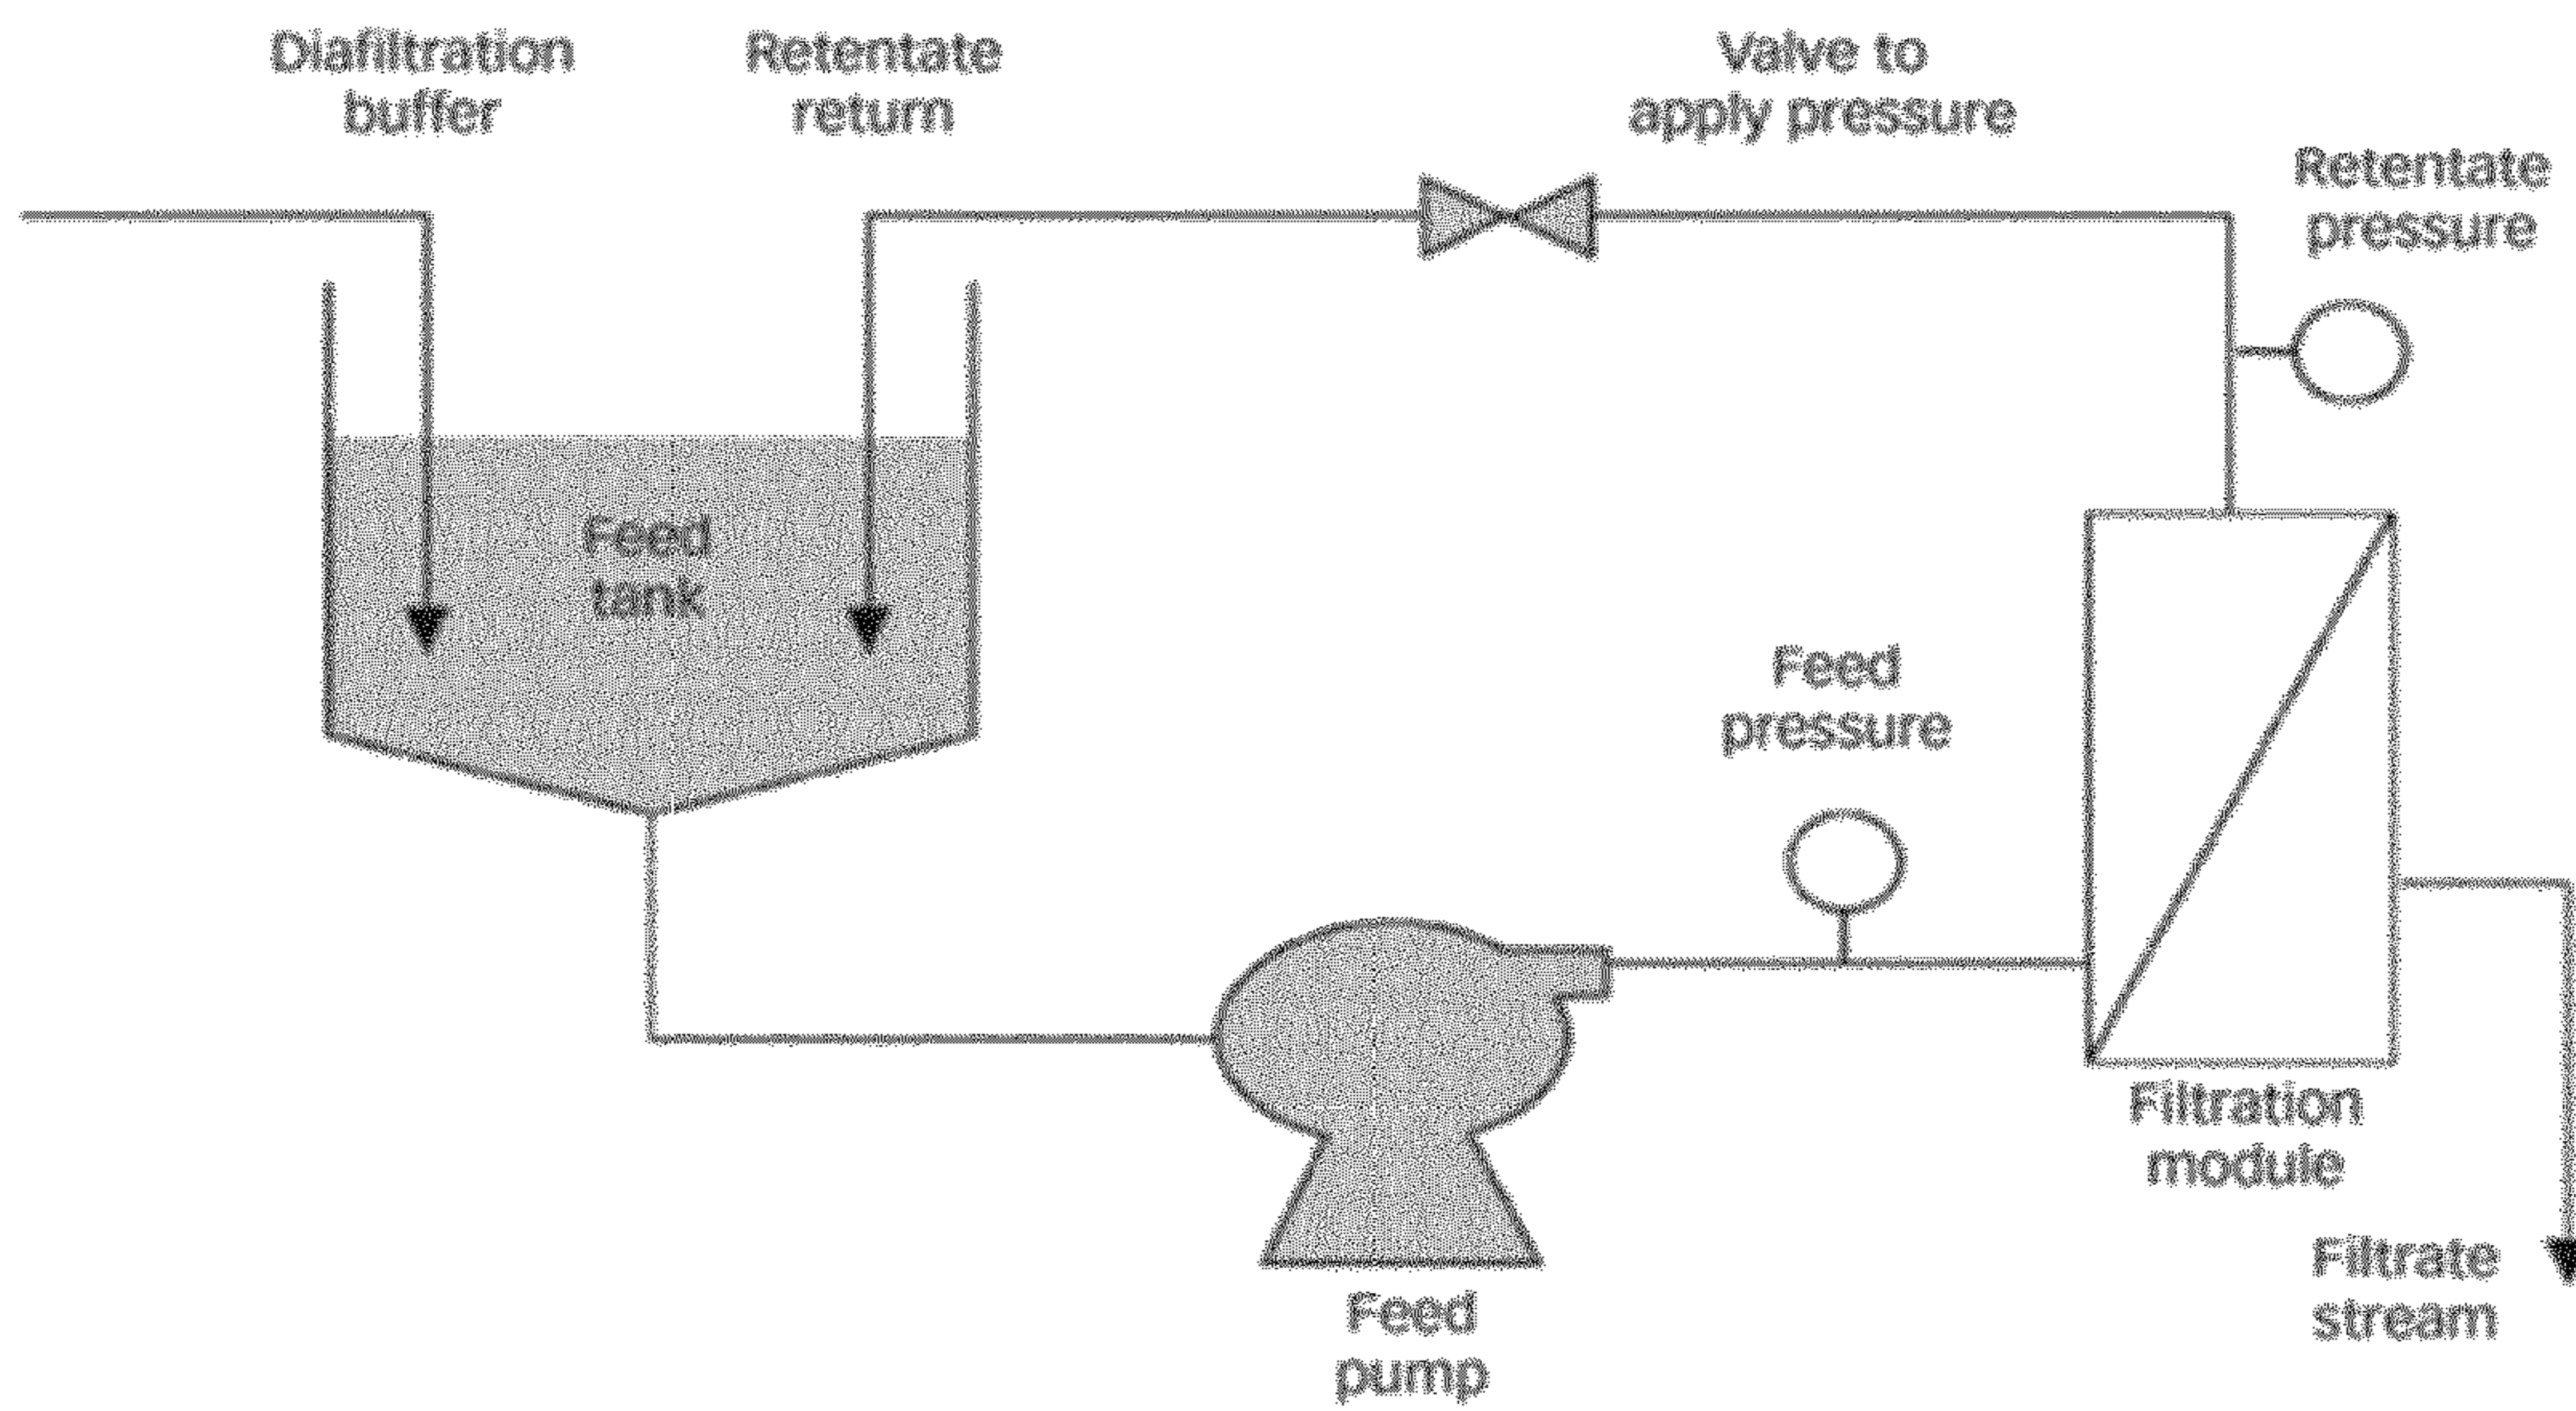 Diafiltration
buffer
Retentate
return
Valve to
apply pressure
Retentate
pressure
Feed
tank
Feed
pressure
Filtration
module
Filtrate
stream
Feed
pump